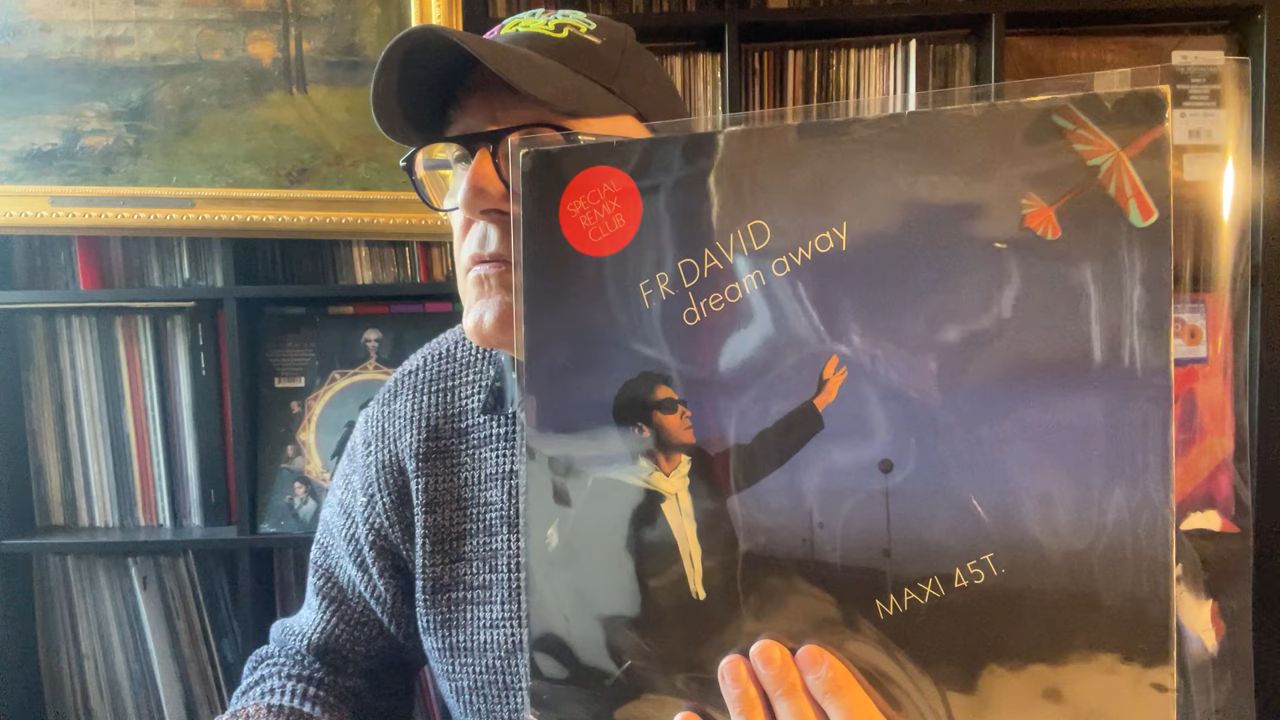 SPECIAL
REMIX
CLUB
F.R. DAVID
dream away
MAXI 45T.